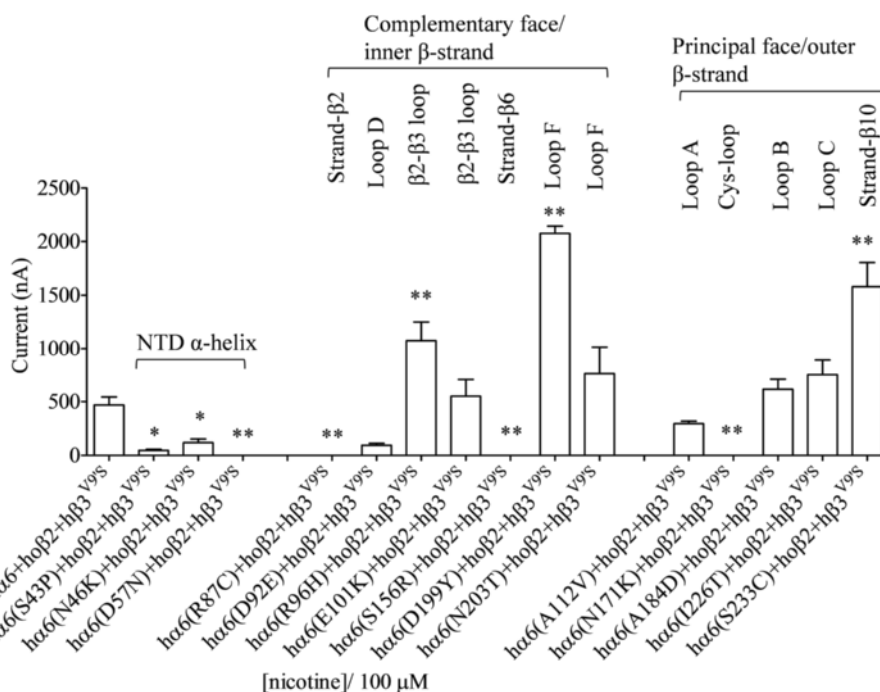 Complementary face/
inner β-strand
Principal face/outer
β-strand
Strand-β2
Loop D
β2-β3 loop
β2-β3 loop
Strand-β6
Loop F
Loop F
Loop A
Cys-loop
Loop B
Loop C
Strand-β10
Current (nA)
2500
2000
1500
1000
500
0
NTD α-helix
*
*
**
**
**
**
**
**
**
hα6(S43P)+hoβ2+hβ3^V9'S
hα6(N46K)+hoβ2+hβ3^V9'S
hα6(D57N)+hoβ2+hβ3^V9'S
hα6(R87C)+hoβ2+hβ3^V9'S
hα6(D92E)+hoβ2+hβ3^V9'S
hα6(R96H)+hoβ2+hβ3^V9'S
hα6(E101K)+hoβ2+hβ3^V9'S
hα6(S156R)+hoβ2+hβ3^V9'S
hα6(D199Y)+hoβ2+hβ3^V9'S
hα6(N203T)+hoβ2+hβ3^V9'S
hα6(A112V)+hoβ2+hβ3^V9'S
hα6(N171K)+hoβ2+hβ3^V9'S
hα6(A184D)+hoβ2+hβ3^V9'S
hα6(I226T)+hoβ2+hβ3^V9'S
hα6(S233C)+hoβ2+hβ3^V9'S
[nicotine]/ 100 μM